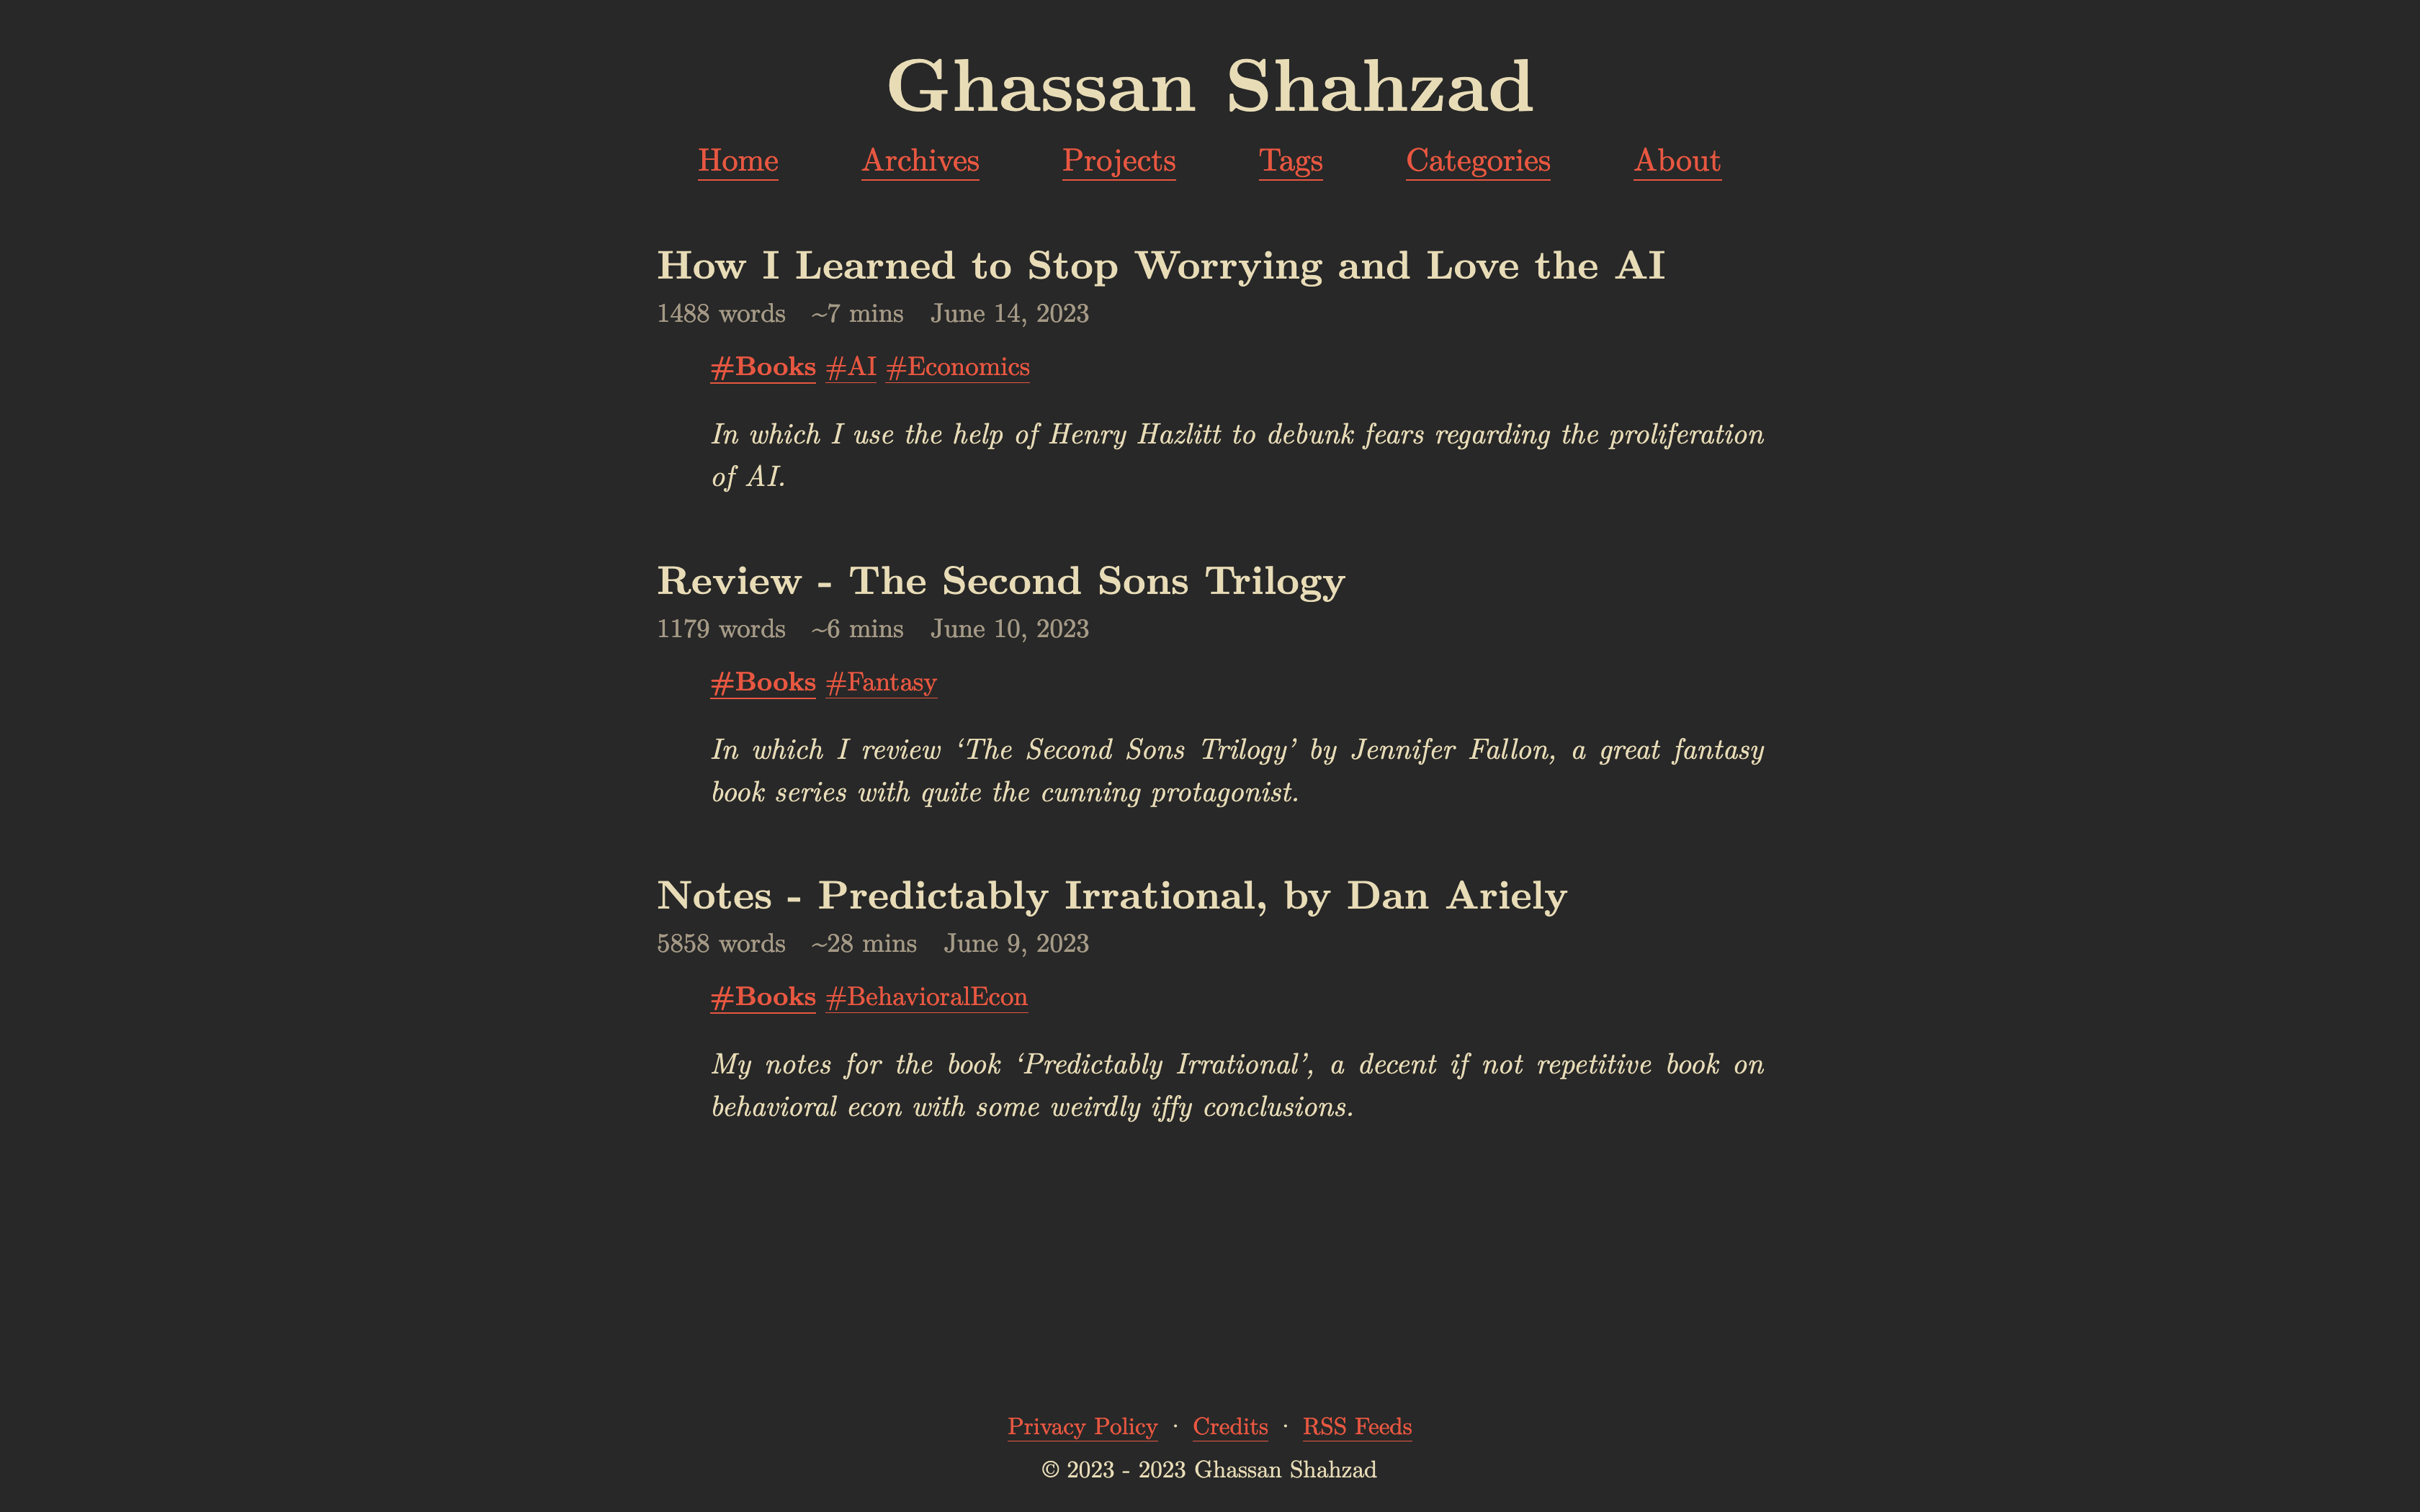 Ghassan Shahzad
Home Archives Projects Tags Categories About
How I Learned to Stop Worrying and Love the AI
1488 words ~7 mins June 14, 2023
#Books #AI #Economics
In which I use the help of Henry Hazlitt to debunk fears regarding the proliferation
of AI.
Review - The Second Sons Trilogy
1179 words ~6 mins June 10, 2023
#Books #Fantasy
In which I review ‘The Second Sons Trilogy’ by Jennifer Fallon, a great fantasy
book series with quite the cunning protagonist.
Notes - Predictably Irrational, by Dan Ariely
5858 words ~28 mins June 9, 2023
#Books #BehavioralEcon
My notes for the book ‘Predictably Irrational’, a decent if not repetitive book on
behavioral econ with some weirdly iffy conclusions.
Privacy Policy · Credits · RSS Feeds
© 2023 - 2023 Ghassan Shahzad